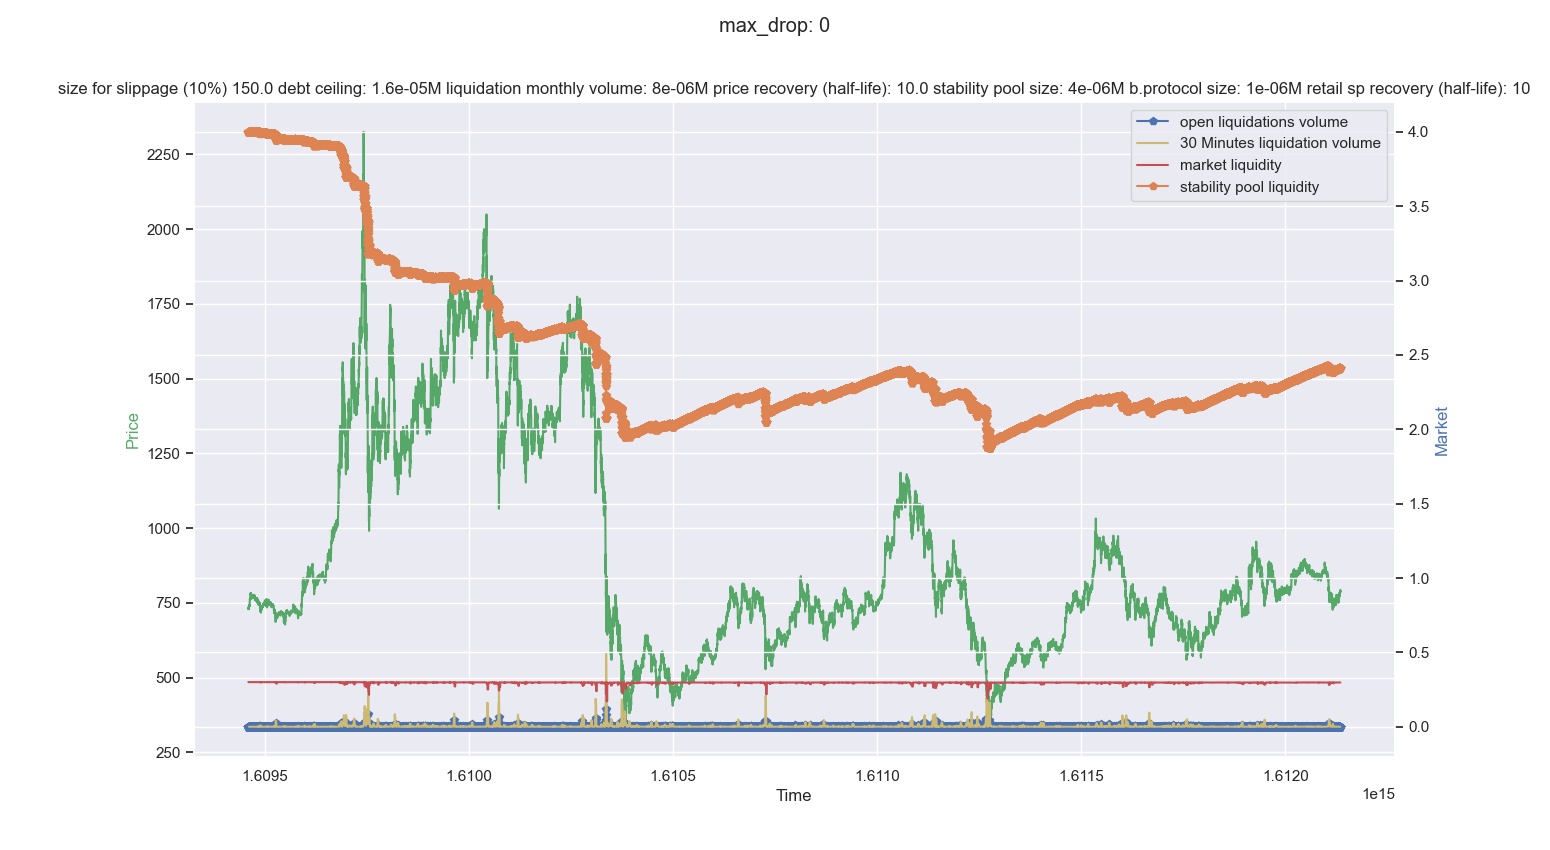 max_drop: 0
size for slippage (10%) 150.0 debt ceiling: 1.6e-05M liquidation monthly volume: 8e-06M price recovery (half-life): 10.0 stability pool size: 4e-06M b.protocol size: 1e-06M retail sp recovery (half-life): 10
open liquidations volume
30 Minutes liquidation volume
market liquidity
stability pool liquidity
2250
2000
1750
1500
1250
1000
750
500
250
Price
4.0
3.5
3.0
2.5
2.0
1.5
1.0
0.5
0.0
Market
1.6095 1.6100 1.6105 1.6110 1.6115 1.6120
Time
1e15